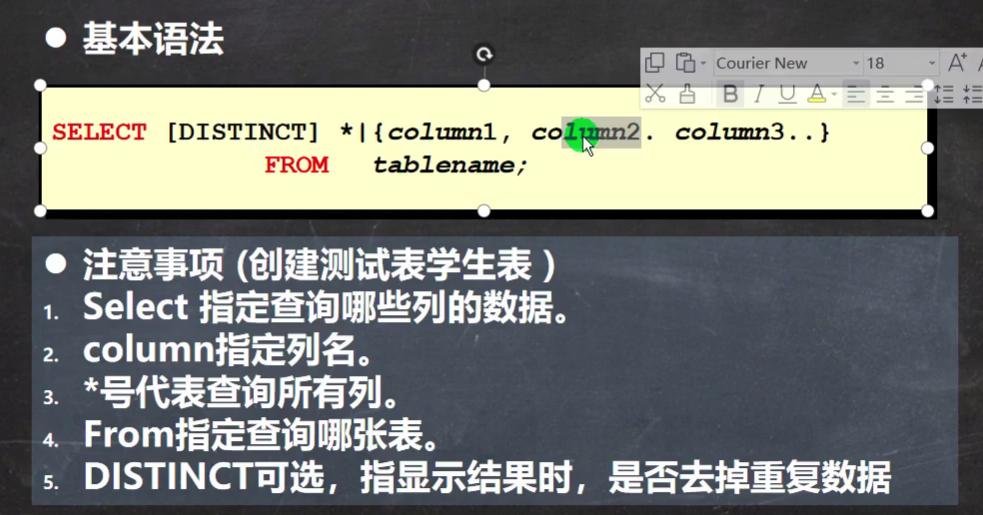 ● 基本语法
Courier New 18 A⁺
B I U A
SELECT [DISTINCT] *|{column1, column2. column3..}
FROM tablename;
● 注意事项 (创建测试表学生表 )
1. Select 指定查询哪些列的数据。
2. column指定列名。
3. *号代表查询所有列。
4. From指定查询哪张表。
5. DISTINCT可选，指显示结果时，是否去掉重复数据